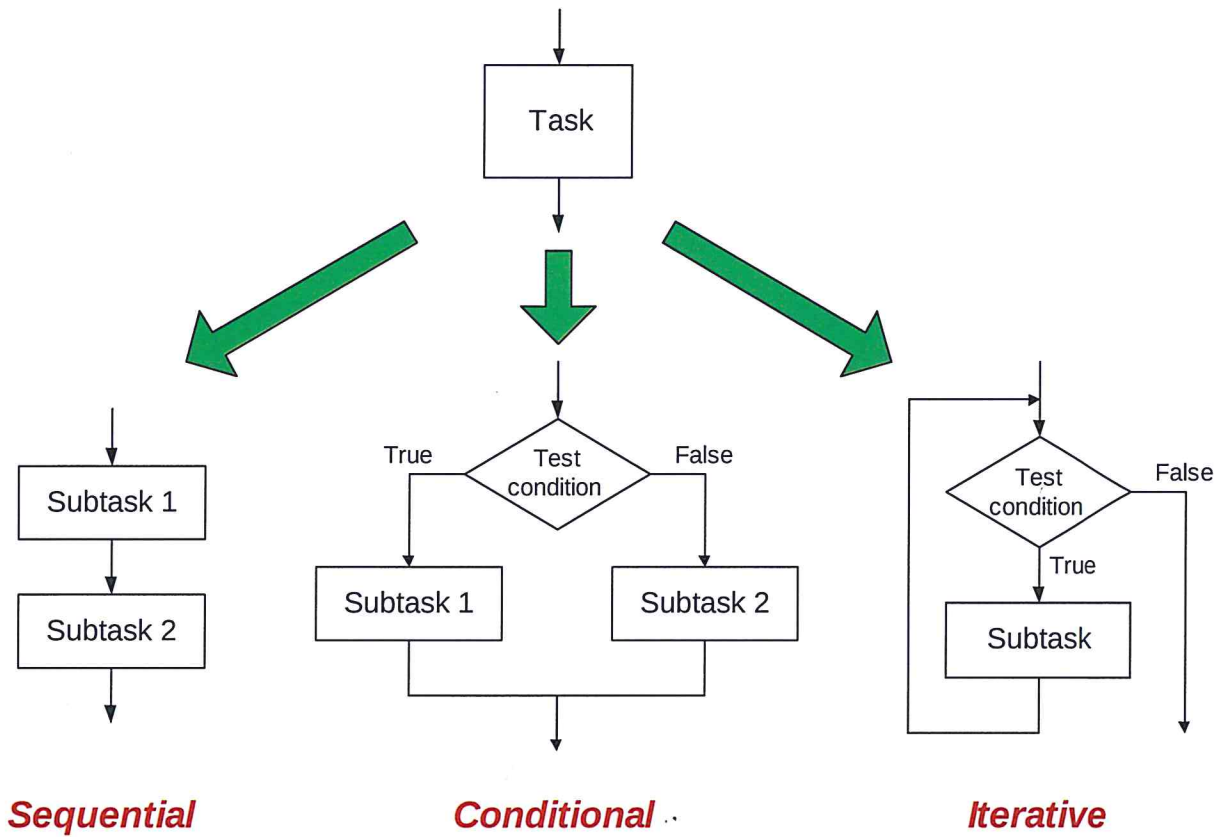 Task
Subtask 1
Subtask 2
Sequential
True
False
Test
condition
Subtask 1
Subtask 2
Conditional
Test
condition
False
True
Subtask
Iterative